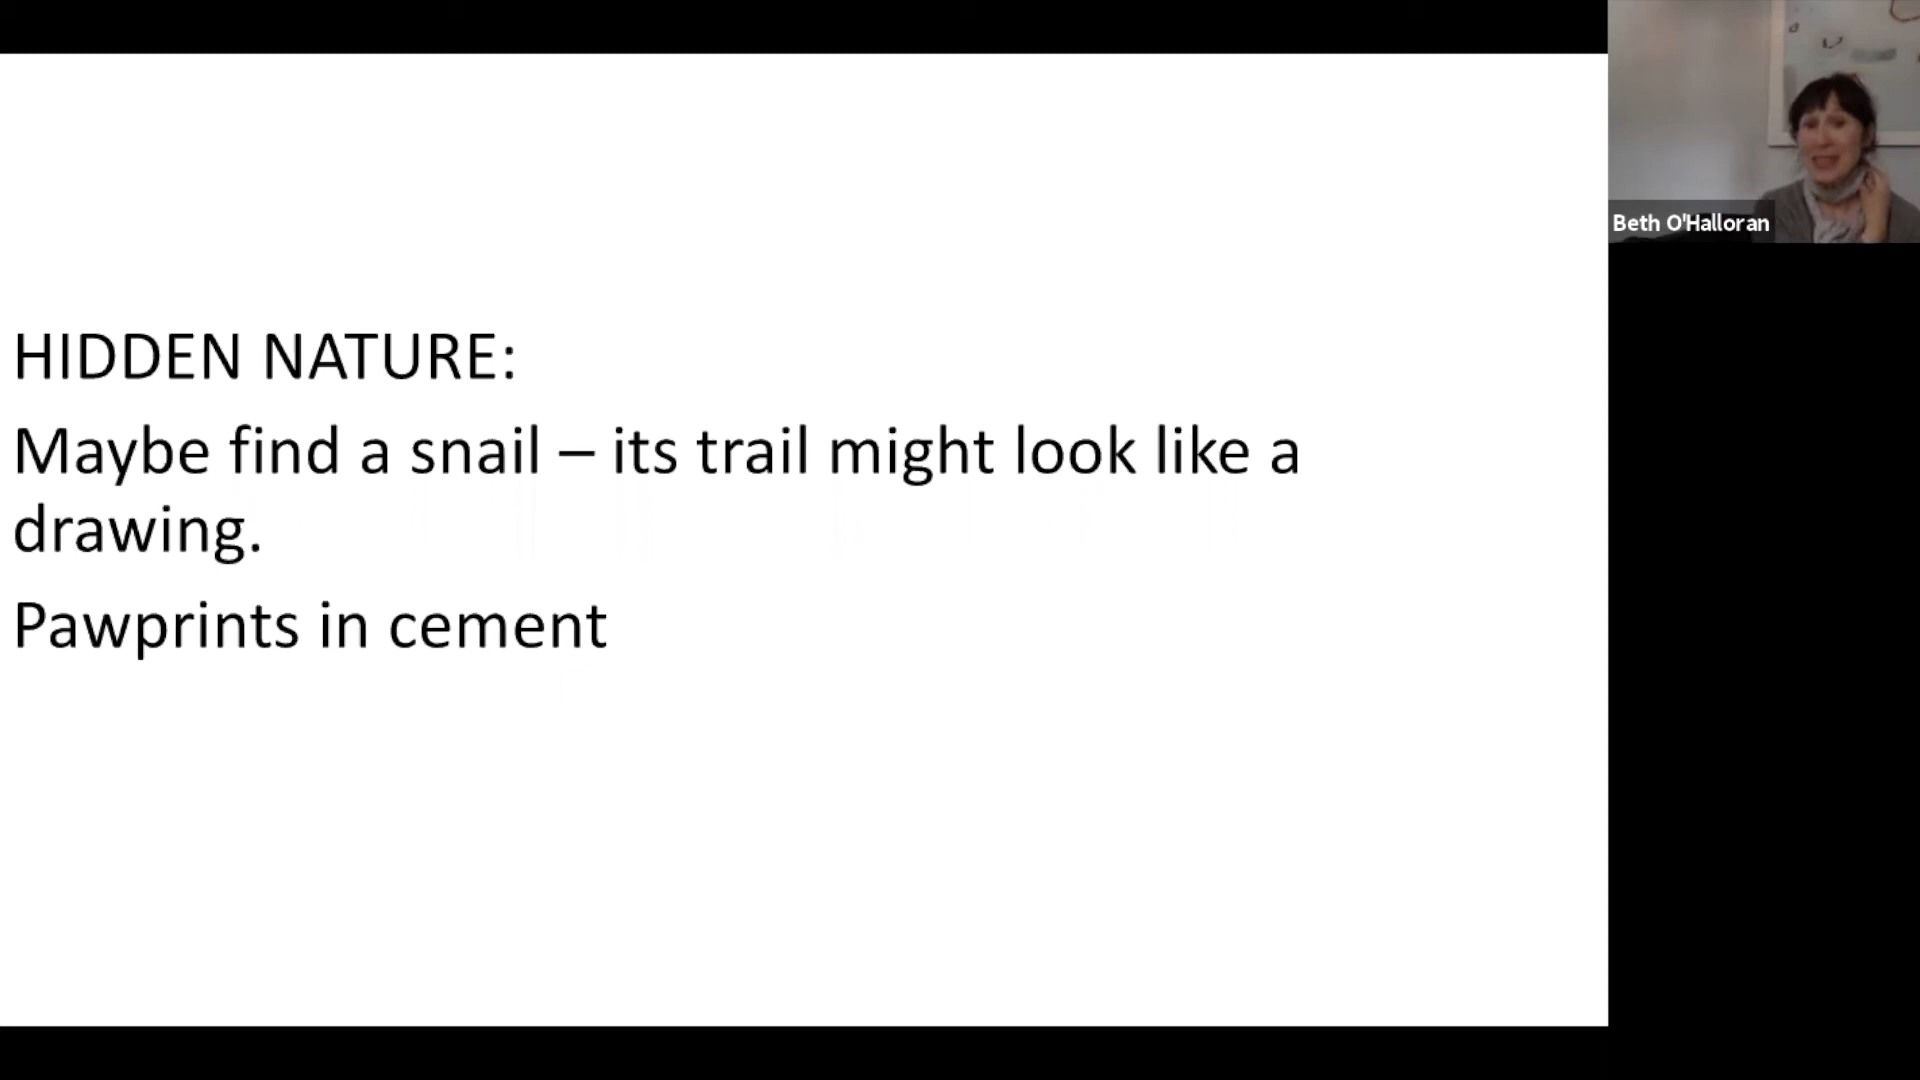 HIDDEN NATURE:
Maybe find a snail – its trail might look like a
drawing.
Pawprints in cement
Beth O'Halloran